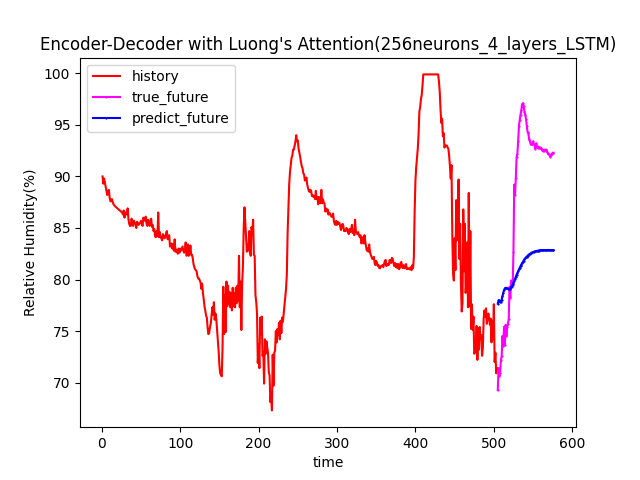 Encoder-Decoder with Luong's Attention(256neurons_4_layers_LSTM)
history
true_future
predict_future
Relative Humidity(%)
100
95
90
85
80
75
70
0 100 200 300 400 500 600
time